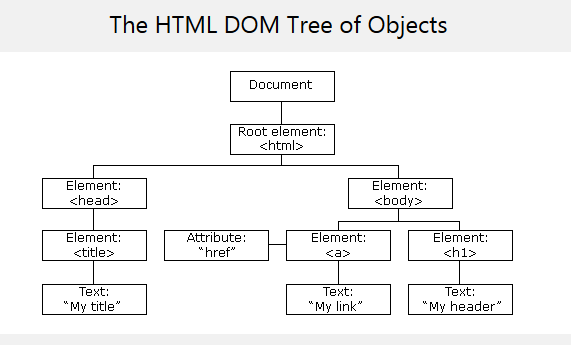 The HTML DOM Tree of Objects
Document
Root element:
<html>
Element:
<head>
Element:
<body>
Element:
<title>
Attribute:
“href”
Element:
<a>
Element:
<h1>
Text:
“My title”
Text:
“My link”
Text:
“My header”